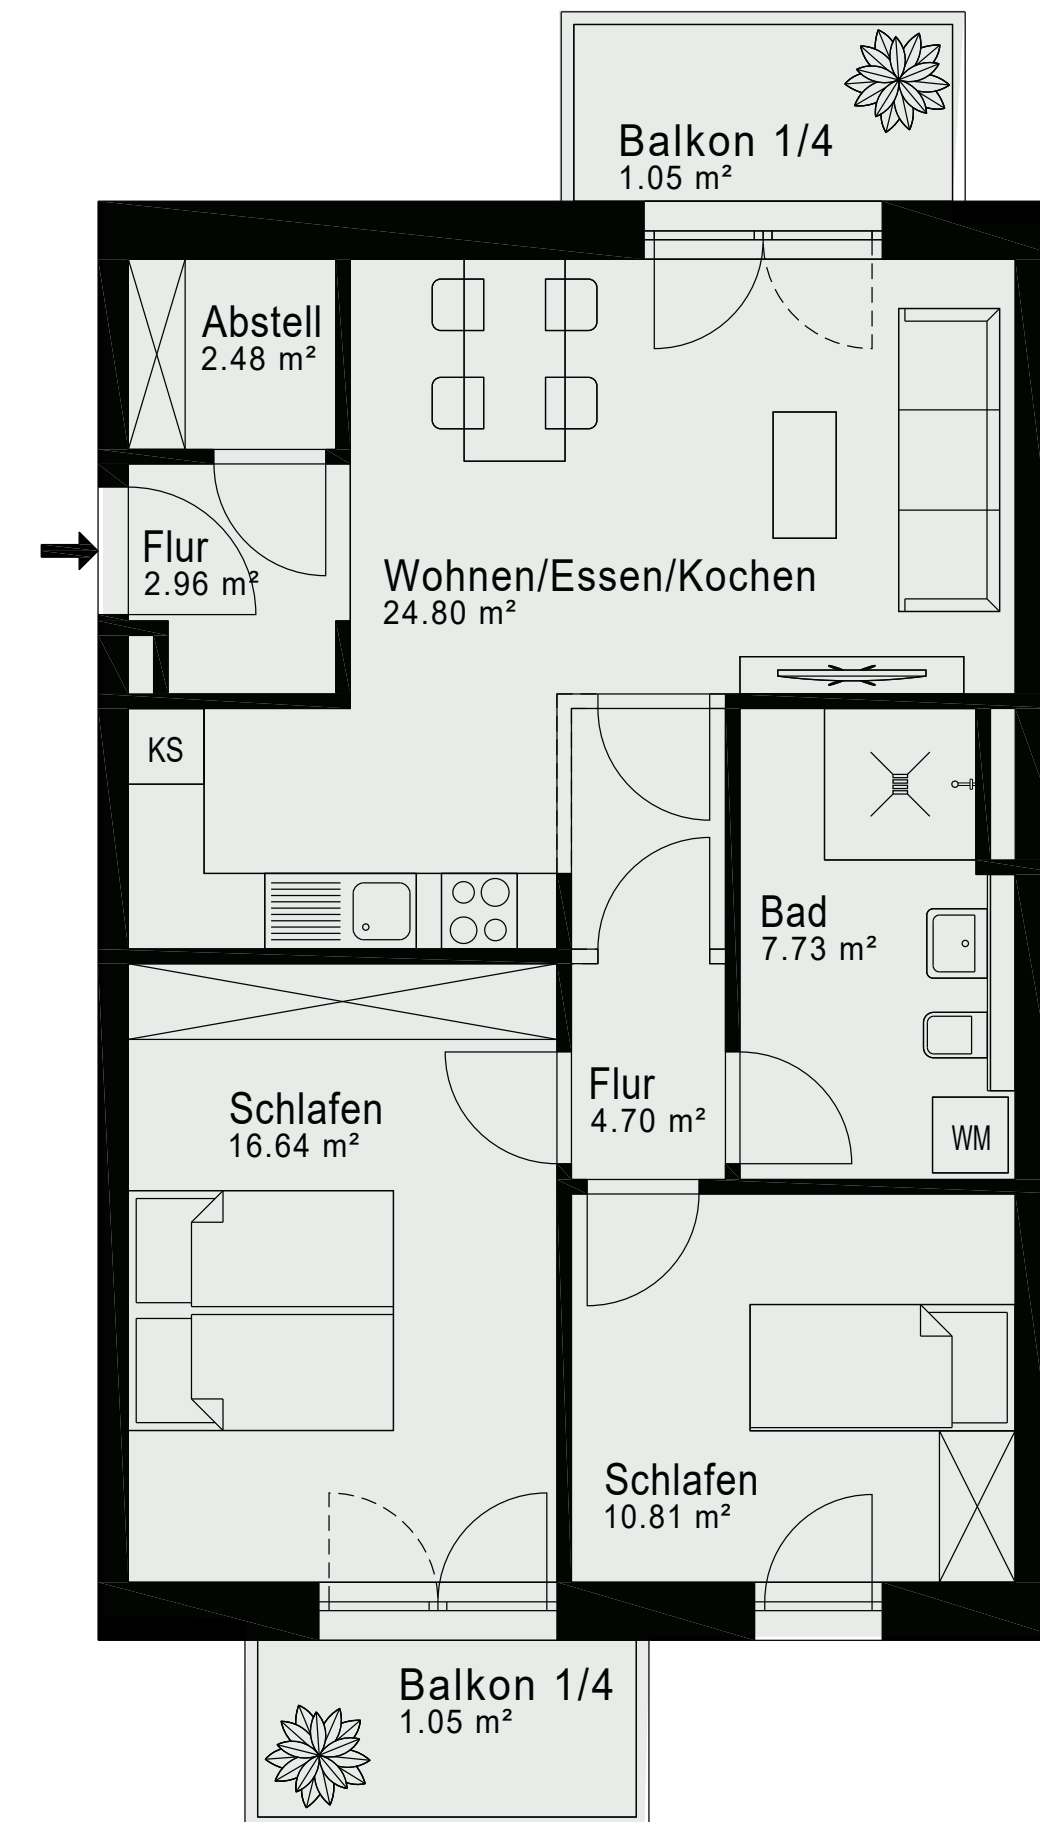 Balkon 1/4
1.05 m²
Abstell
2.48 m²
Flur
2.96 m²
Wohnen/Essen/Kochen
24.80 m²
KS
Bad
7.73 m²
Flur
4.70 m²
WM
Schlafen
16.64 m²
Schlafen
10.81 m²
Balkon 1/4
1.05 m²